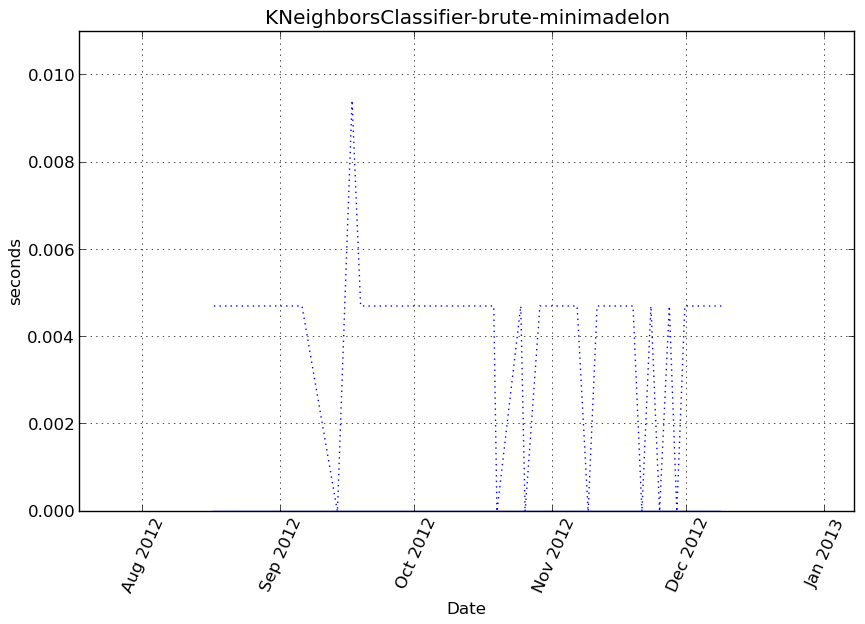 KNeighborsClassifier-brute-minimadelon
0.010
0.008
0.006
0.004
0.002
0.000
seconds
Aug 2012
Sep 2012
Oct 2012
Nov 2012
Dec 2012
Jan 2013
Date